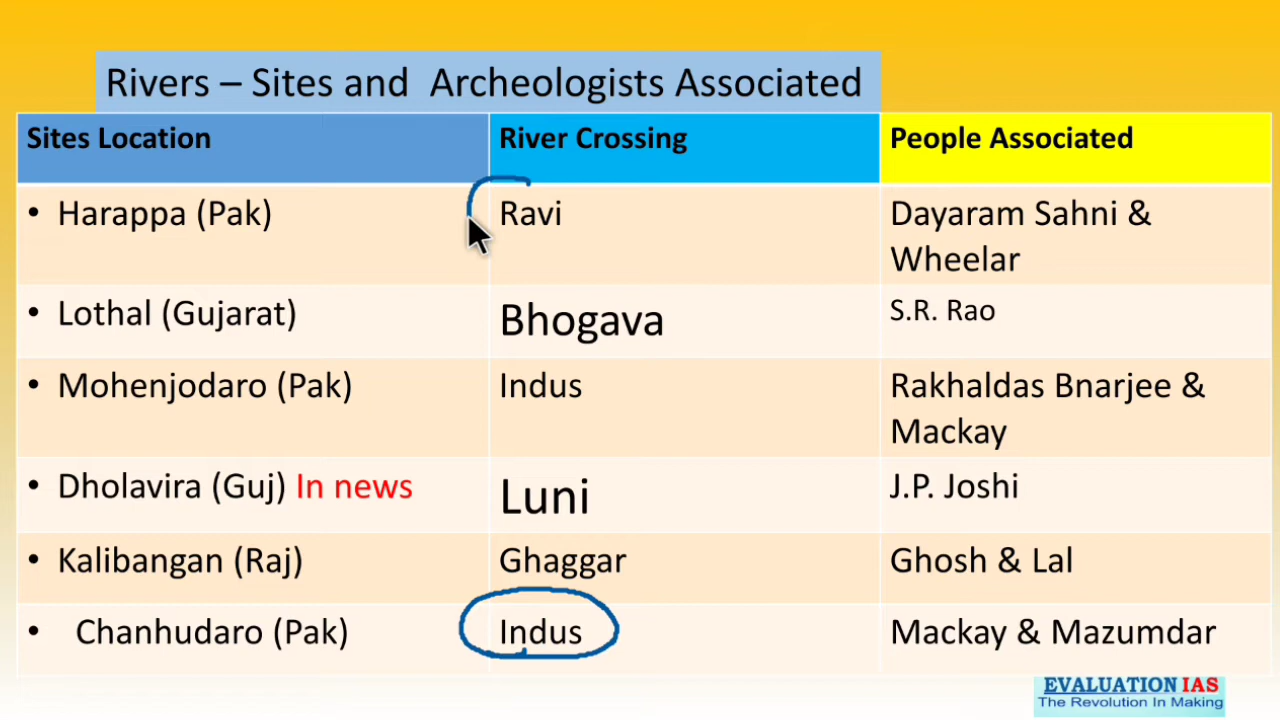 Rivers – Sites and Archeologists Associated
Sites Location River Crossing People Associated
• Harappa (Pak) Ravi Dayaram Sahni &
Wheelar
• Lothal (Gujarat) Bhogava S.R. Rao
• Mohenjodaro (Pak) Indus Rakhaldas Bnarjee &
Mackay
• Dholavira (Guj) In news Luni J.P. Joshi
• Kalibangan (Raj) Ghaggar Ghosh & Lal
• Chanhudaro (Pak) Indus Mackay & Mazumdar
EVALUATION IAS
The Revolution In Making